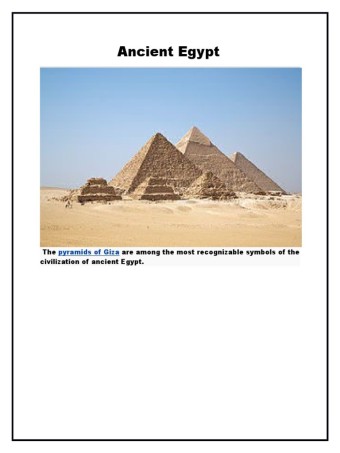 Ancient Egypt
The pyramids of Giza are among the most recognizable symbols of the
civilization of ancient Egypt.